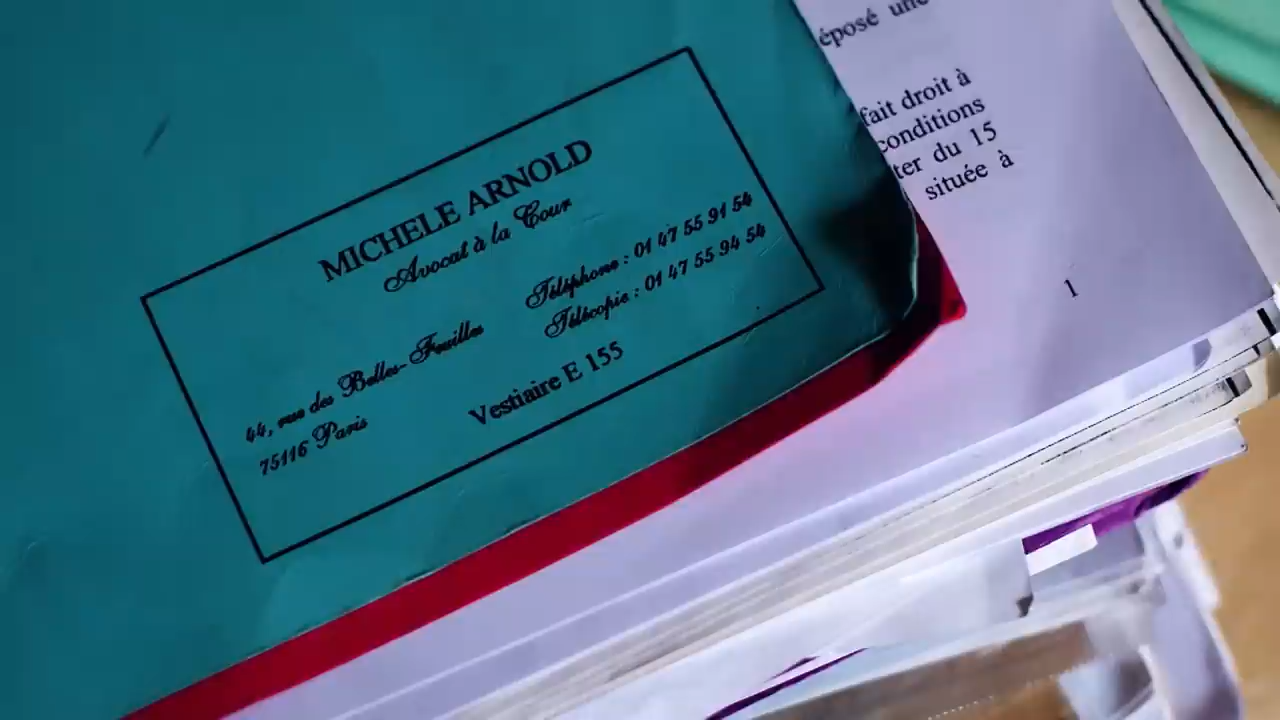 MICHELE ARNOLD
Avocat à la Cour
44, rue des Belles-Feuilles
75116 Paris
Téléphone : 01 47 55 91 54
Télécopie : 01 47 55 94 54
Vestiaire E 155
éposé une
fait droit à
conditions
ter du 15
située à
1